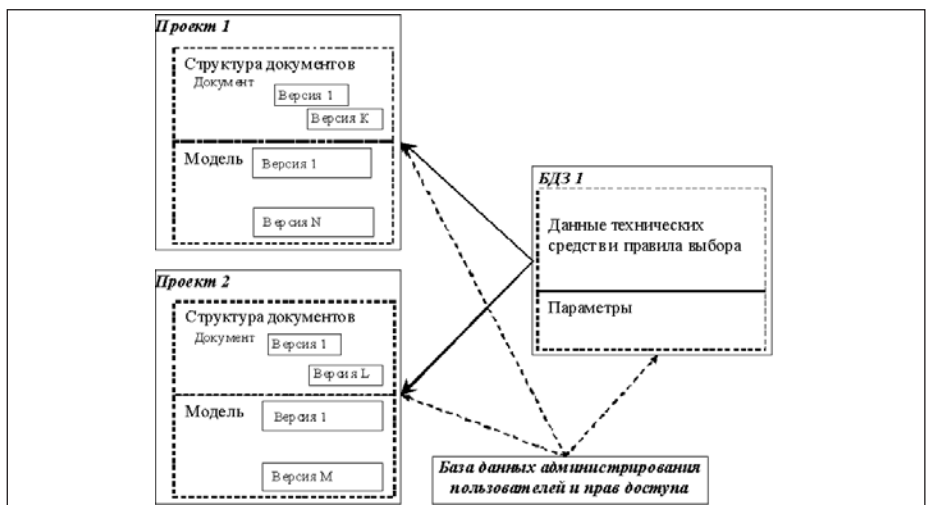 Проект 1
Структура документов
Документ
Версия 1
Версия K
Модель
Версия 1
Версия N
Проект 2
Структура документов
Документ
Версия 1
Версия L
Модель
Версия 1
Версия M
БДЗ 1
Данные технических
средств и правила выбора
Параметры
База данных администрирования
пользователей и прав доступа